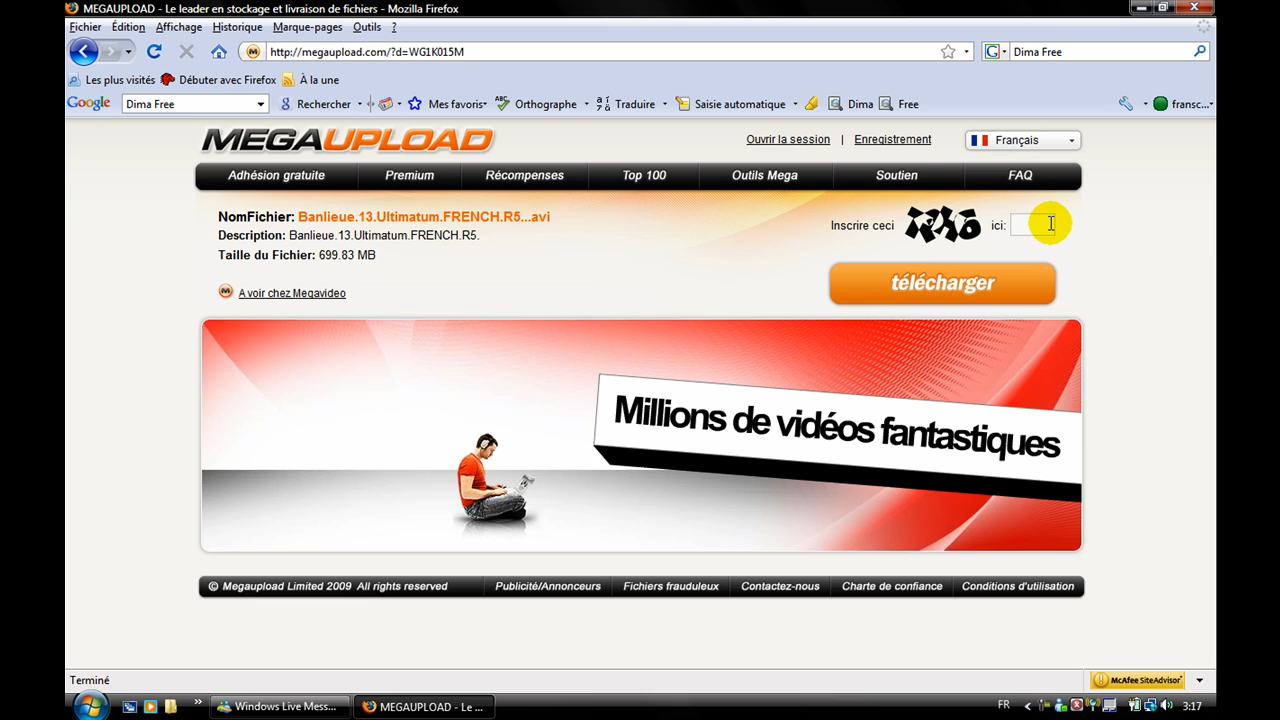 MEGAUPLOAD - Le leader en stockage et livraison de fichiers - Mozilla Firefox
Fichier Édition Affichage Historique Marque-pages Outils ?
http://megaupload.com/?d=WG1K015M
G Dima Free
Les plus visités Débuter avec Firefox À la une
Google Dima Free Rechercher Mes favoris Orthographe Traduire Saisie automatique Dima Free fransc...
MEGAUPLOAD
Ouvrir la session | Enregistrement Français
Adhésion gratuite Premium Récompenses Top 100 Outils Mega Soutien FAQ
NomFichier: Banlieue.13.Ultimatum.FRENCH.R5...avi
Description: Banlieue.13.Ultimatum.FRENCH.R5.
Taille du Fichier: 699.83 MB
Inscrire ceci ici:
télécharger
A voir chez Megavideo
Millions de vidéos fantastiques
© Megaupload Limited 2009 All rights reserved Publicité/Annonceurs Fichiers frauduleux Contactez-nous Charte de confiance Conditions d'utilisation
Terminé
McAfee SiteAdvisor
Windows Live Mess... MEGAUPLOAD - Le ... FR 3:17